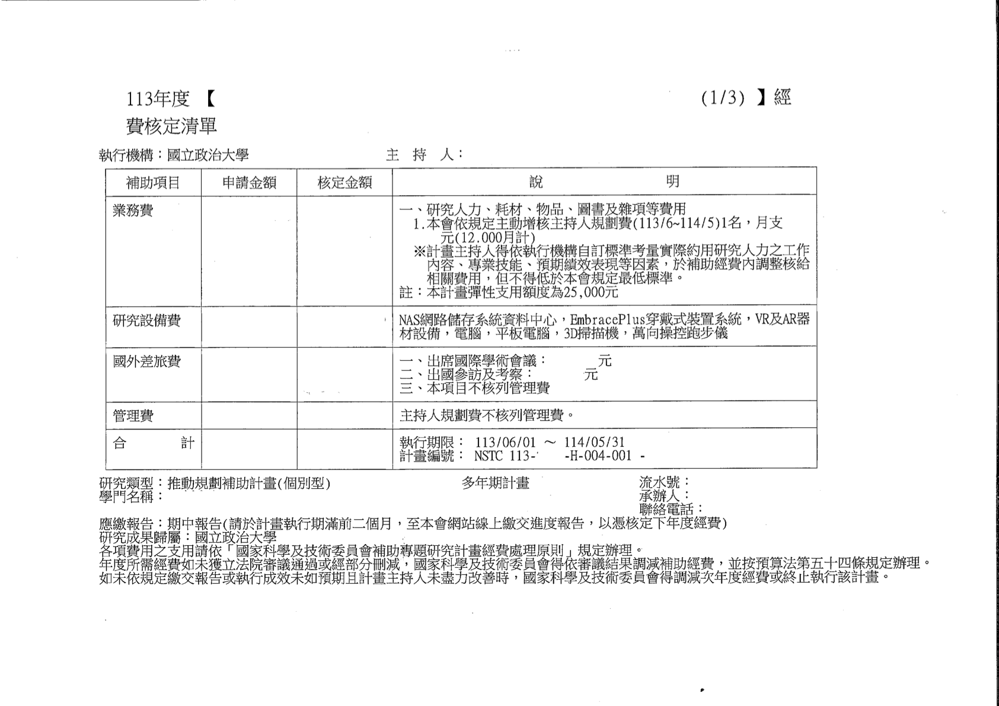 113年度 【 (1/3) 】經
費核定清單
執行機構：國立政治大學 主 持 人：
補助項目 申請金額 核定金額 說 明
業務費 一、研究人力、耗材、物品、圖書及雜項等費用
1.本會依規定主動增核主持人規劃費(113/6~114/5)1名，月支
元(12.000月計)
※計畫主持人得依執行機構自訂標準考量實際約用研究人力之工作
內容、專業技能、預期績效表現等因素，於補助經費內調整核給
相關費用，但不得低於本會規定最低標準。
註：本計畫彈性支用額度為25,000元
研究設備費 NAS網路儲存系統資料中心，EmbracePlus穿戴式裝置系統，VR及AR器
材設備，電腦，平板電腦，3D掃描機，萬向操控跑步儀
國外差旅費 一、出席國際學術會議： 元
二、出國參訪及考察： 元
三、本項目不核列管理費
管理費 主持人規劃費不核列管理費。
合 計 執行期限： 113/06/01 ～ 114/05/31
計畫編號： NSTC 113- -H-004-001 -
研究類型：推動規劃補助計畫(個別型) 多年期計畫 流水號：
學門名稱： 承辦人：
聯絡電話：
應繳報告：期中報告(請於計畫執行期滿前二個月，至本會網站線上繳交進度報告，以憑核定下年度經費)
研究成果歸屬：國立政治大學
各項費用之支用請依「國家科學及技術委員會補助專題研究計畫經費處理原則」規定辦理。
年度所需經費如未獲立法院審議通過或經部分刪減，國家科學及技術委員會得依審議結果調減補助經費，並按預算法第五十四條規定辦理。
如未依規定繳交報告或執行成效未如預期且計畫主持人未盡力改善時，國家科學及技術委員會得調減次年度經費或終止執行該計畫。